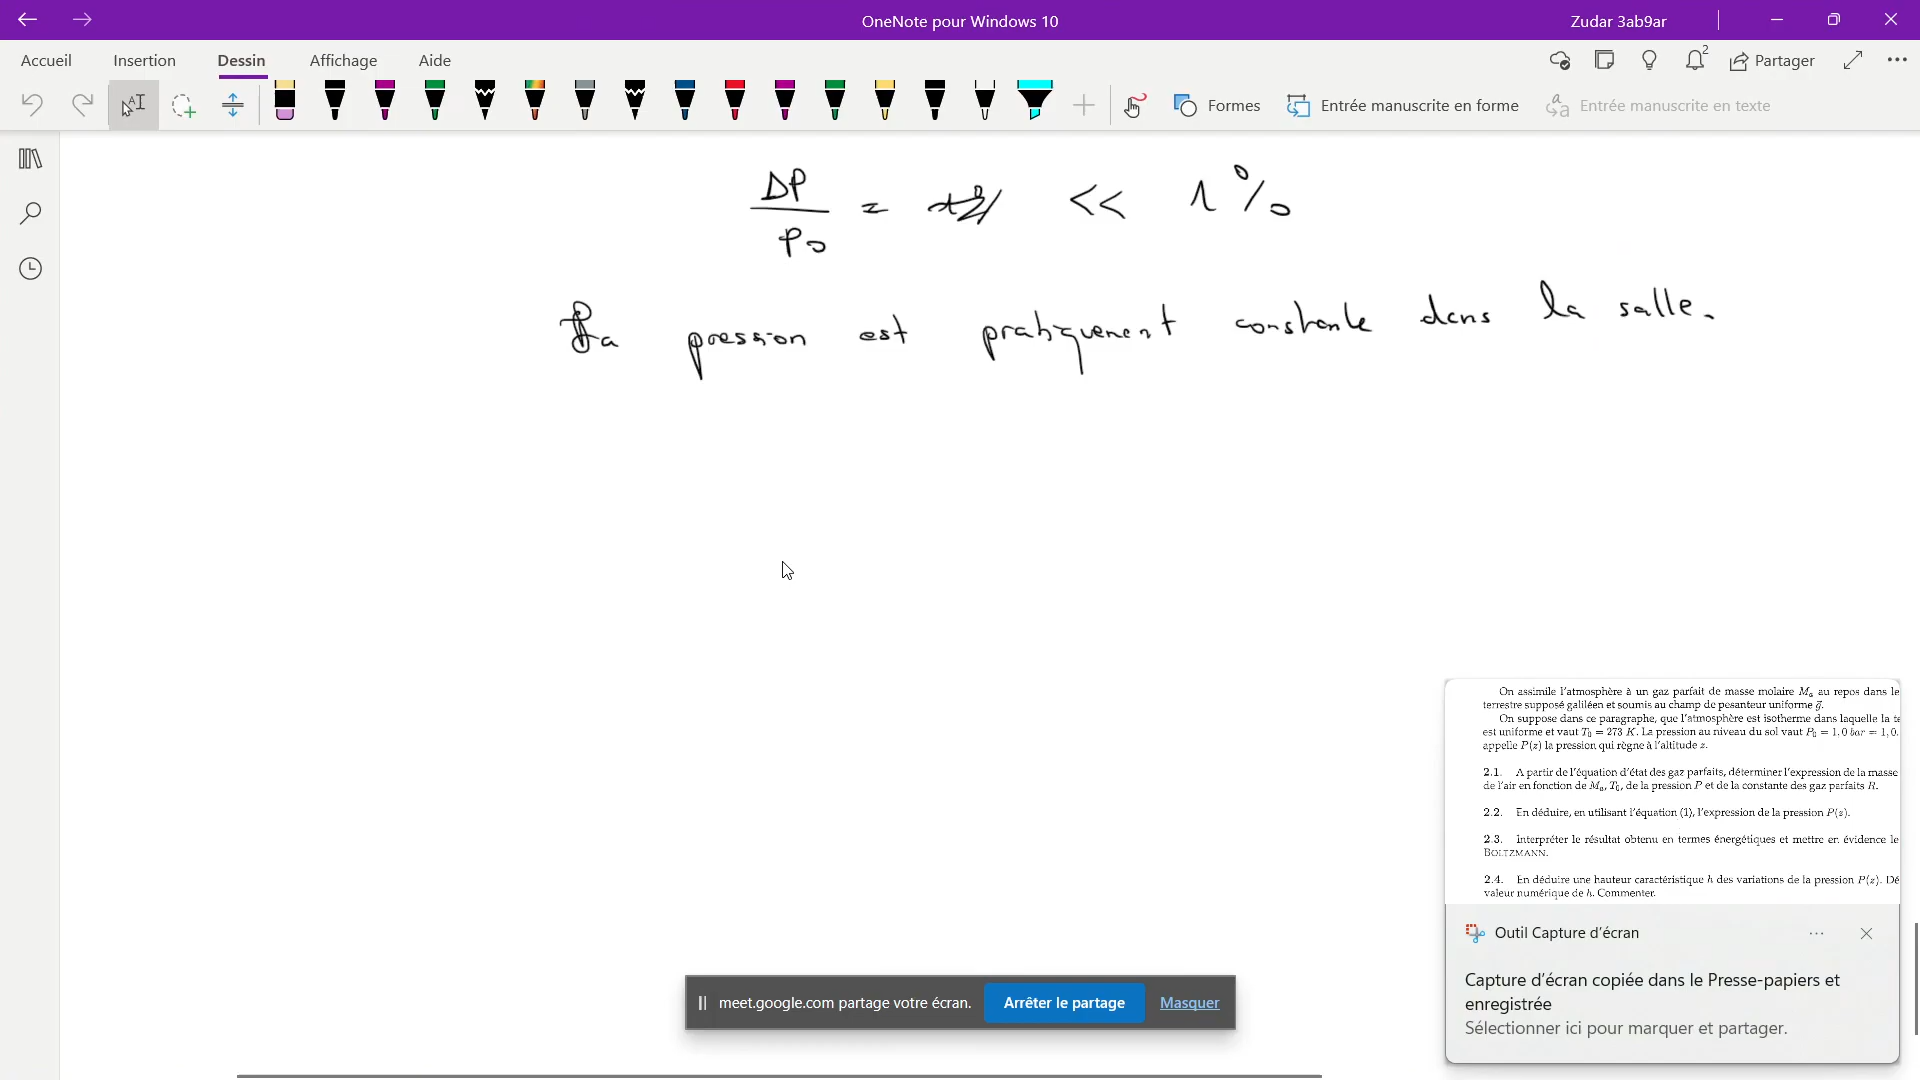 OneNote pour Windows 10
Zudar 3ab9ar
Accueil Insertion Dessin Affichage Aide
2
Partager
Formes Entrée manuscrite en forme Entrée manuscrite en texte
ΔP
—— = << 1%
P0
La pression est pratiquement constante dans la salle.
On assimile l'atmosphère à un gaz parfait de masse molaire Ma au repos dans le
terrestre supposé galiléen et soumis au champ de pesanteur uniforme g⃗.
On suppose dans ce paragraphe, que l'atmosphère est isotherme dans laquelle la te
est uniforme et vaut T0 = 273 K. La pression au niveau du sol vaut P0 = 1.0 bar = 1,0.
appelle P(z) la pression qui règne à l'altitude z.
2.1. A partir de l'équation d'état des gaz parfaits, déterminer l'expression de la masse
de l'air en fonction de Ma, T0, de la pression P et de la constante des gaz parfaits R.
2.2. En déduire, en utilisant l'équation (1), l'expression de la pression P(z).
2.3. Interpréter le résultat obtenu en termes énergétiques et mettre en évidence le
BOLTZMANN.
2.4. En déduire une hauteur caractéristique h des variations de la pression P(z). Dé
valeur numérique de h. Commenter.
Outil Capture d'écran
Capture d'écran copiée dans le Presse-papiers et
enregistrée
Sélectionner ici pour marquer et partager.
meet.google.com partage votre écran. Arrêter le partage Masquer